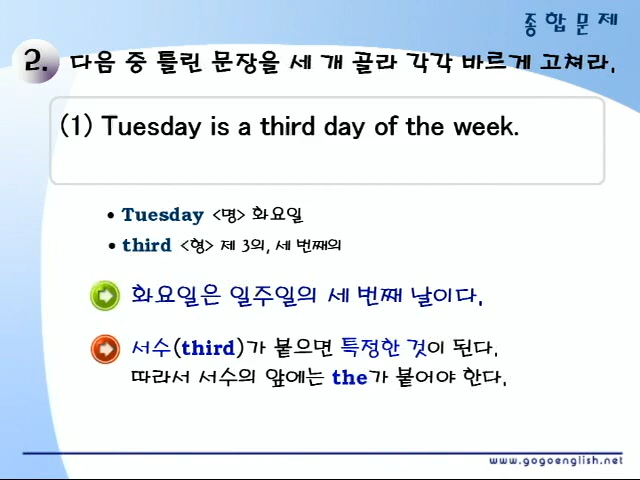 종합문제
2. 다음 중 틀린 문장을 세 개 골라 각각 바르게 고쳐라.
(1) Tuesday is a third day of the week.
• Tuesday <명> 화요일
• third <형> 제 3의, 세 번째의
화요일은 일주일의 세 번째 날이다.
서수(third)가 붙으면 특정한 것이 된다.
따라서 서수의 앞에는 the가 붙어야 한다.
www.gogoenglish.net